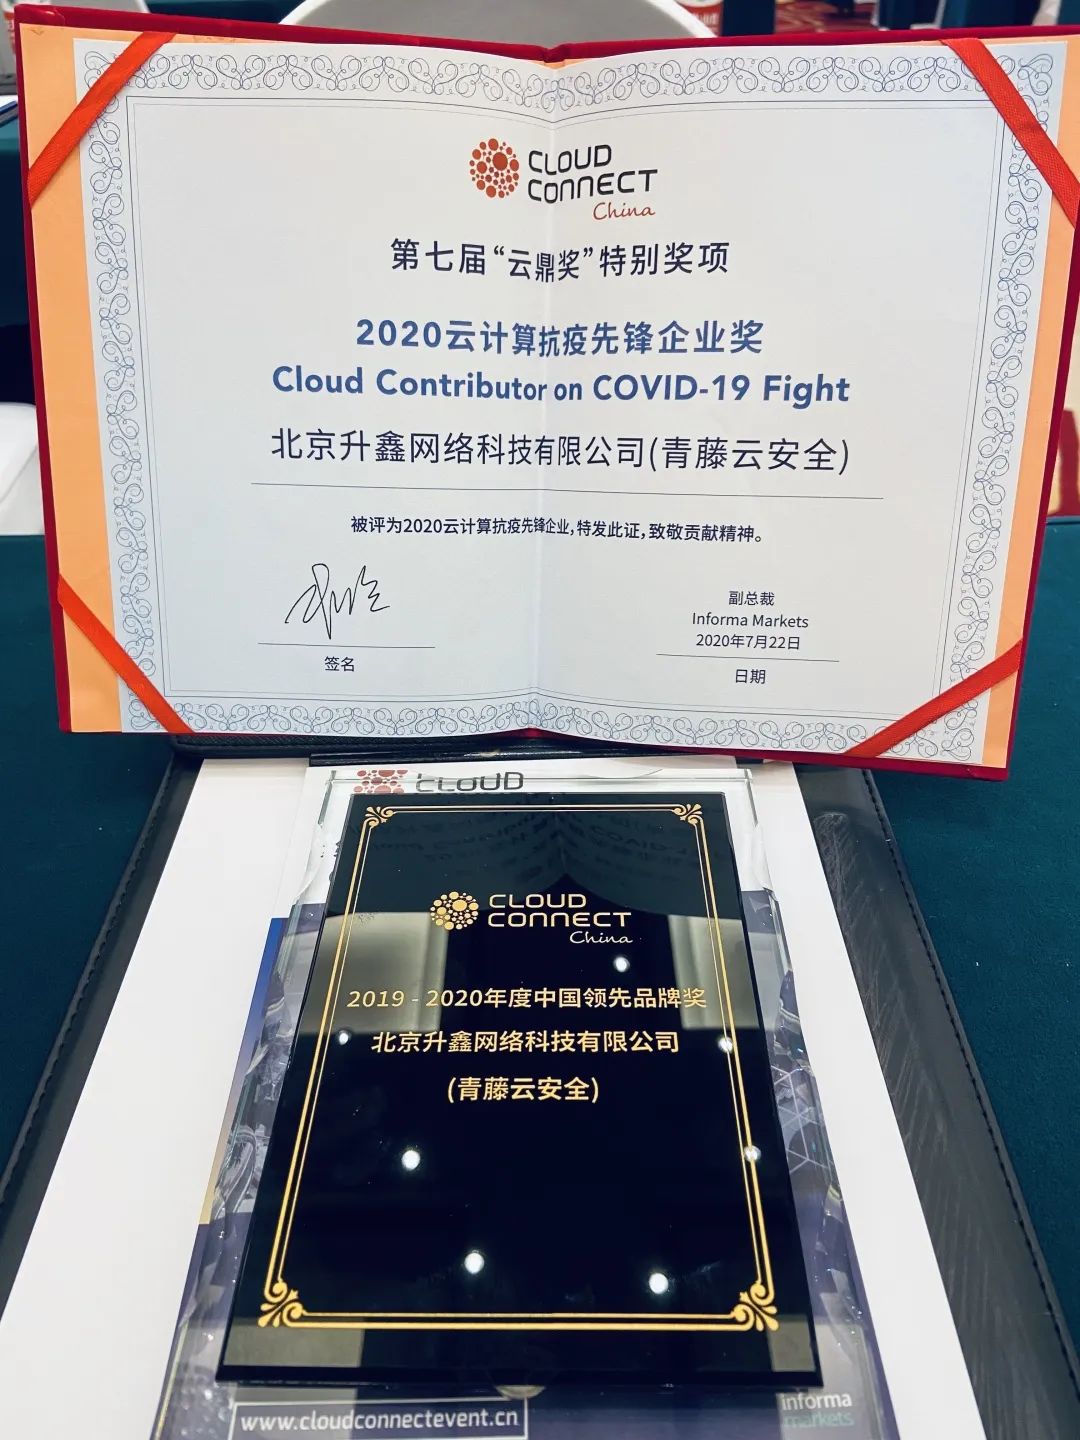 CLOUD
CONNECT
China
第七届“云鼎奖”特别奖项
2020云计算抗疫先锋企业奖
Cloud Contributor on COVID-19 Fight
北京升鑫网络科技有限公司(青藤云安全)
被评为2020云计算抗疫先锋企业,特发此证,致敬贡献精神。
副总裁
Informa Markets
2020年7月22日
签名
日期
CLOUD
CLOUD
CONNECT
China
2019 - 2020年度中国领先品牌奖
北京升鑫网络科技有限公司
(青藤云安全)
www.cloudconnectevent.cn
informa
markets